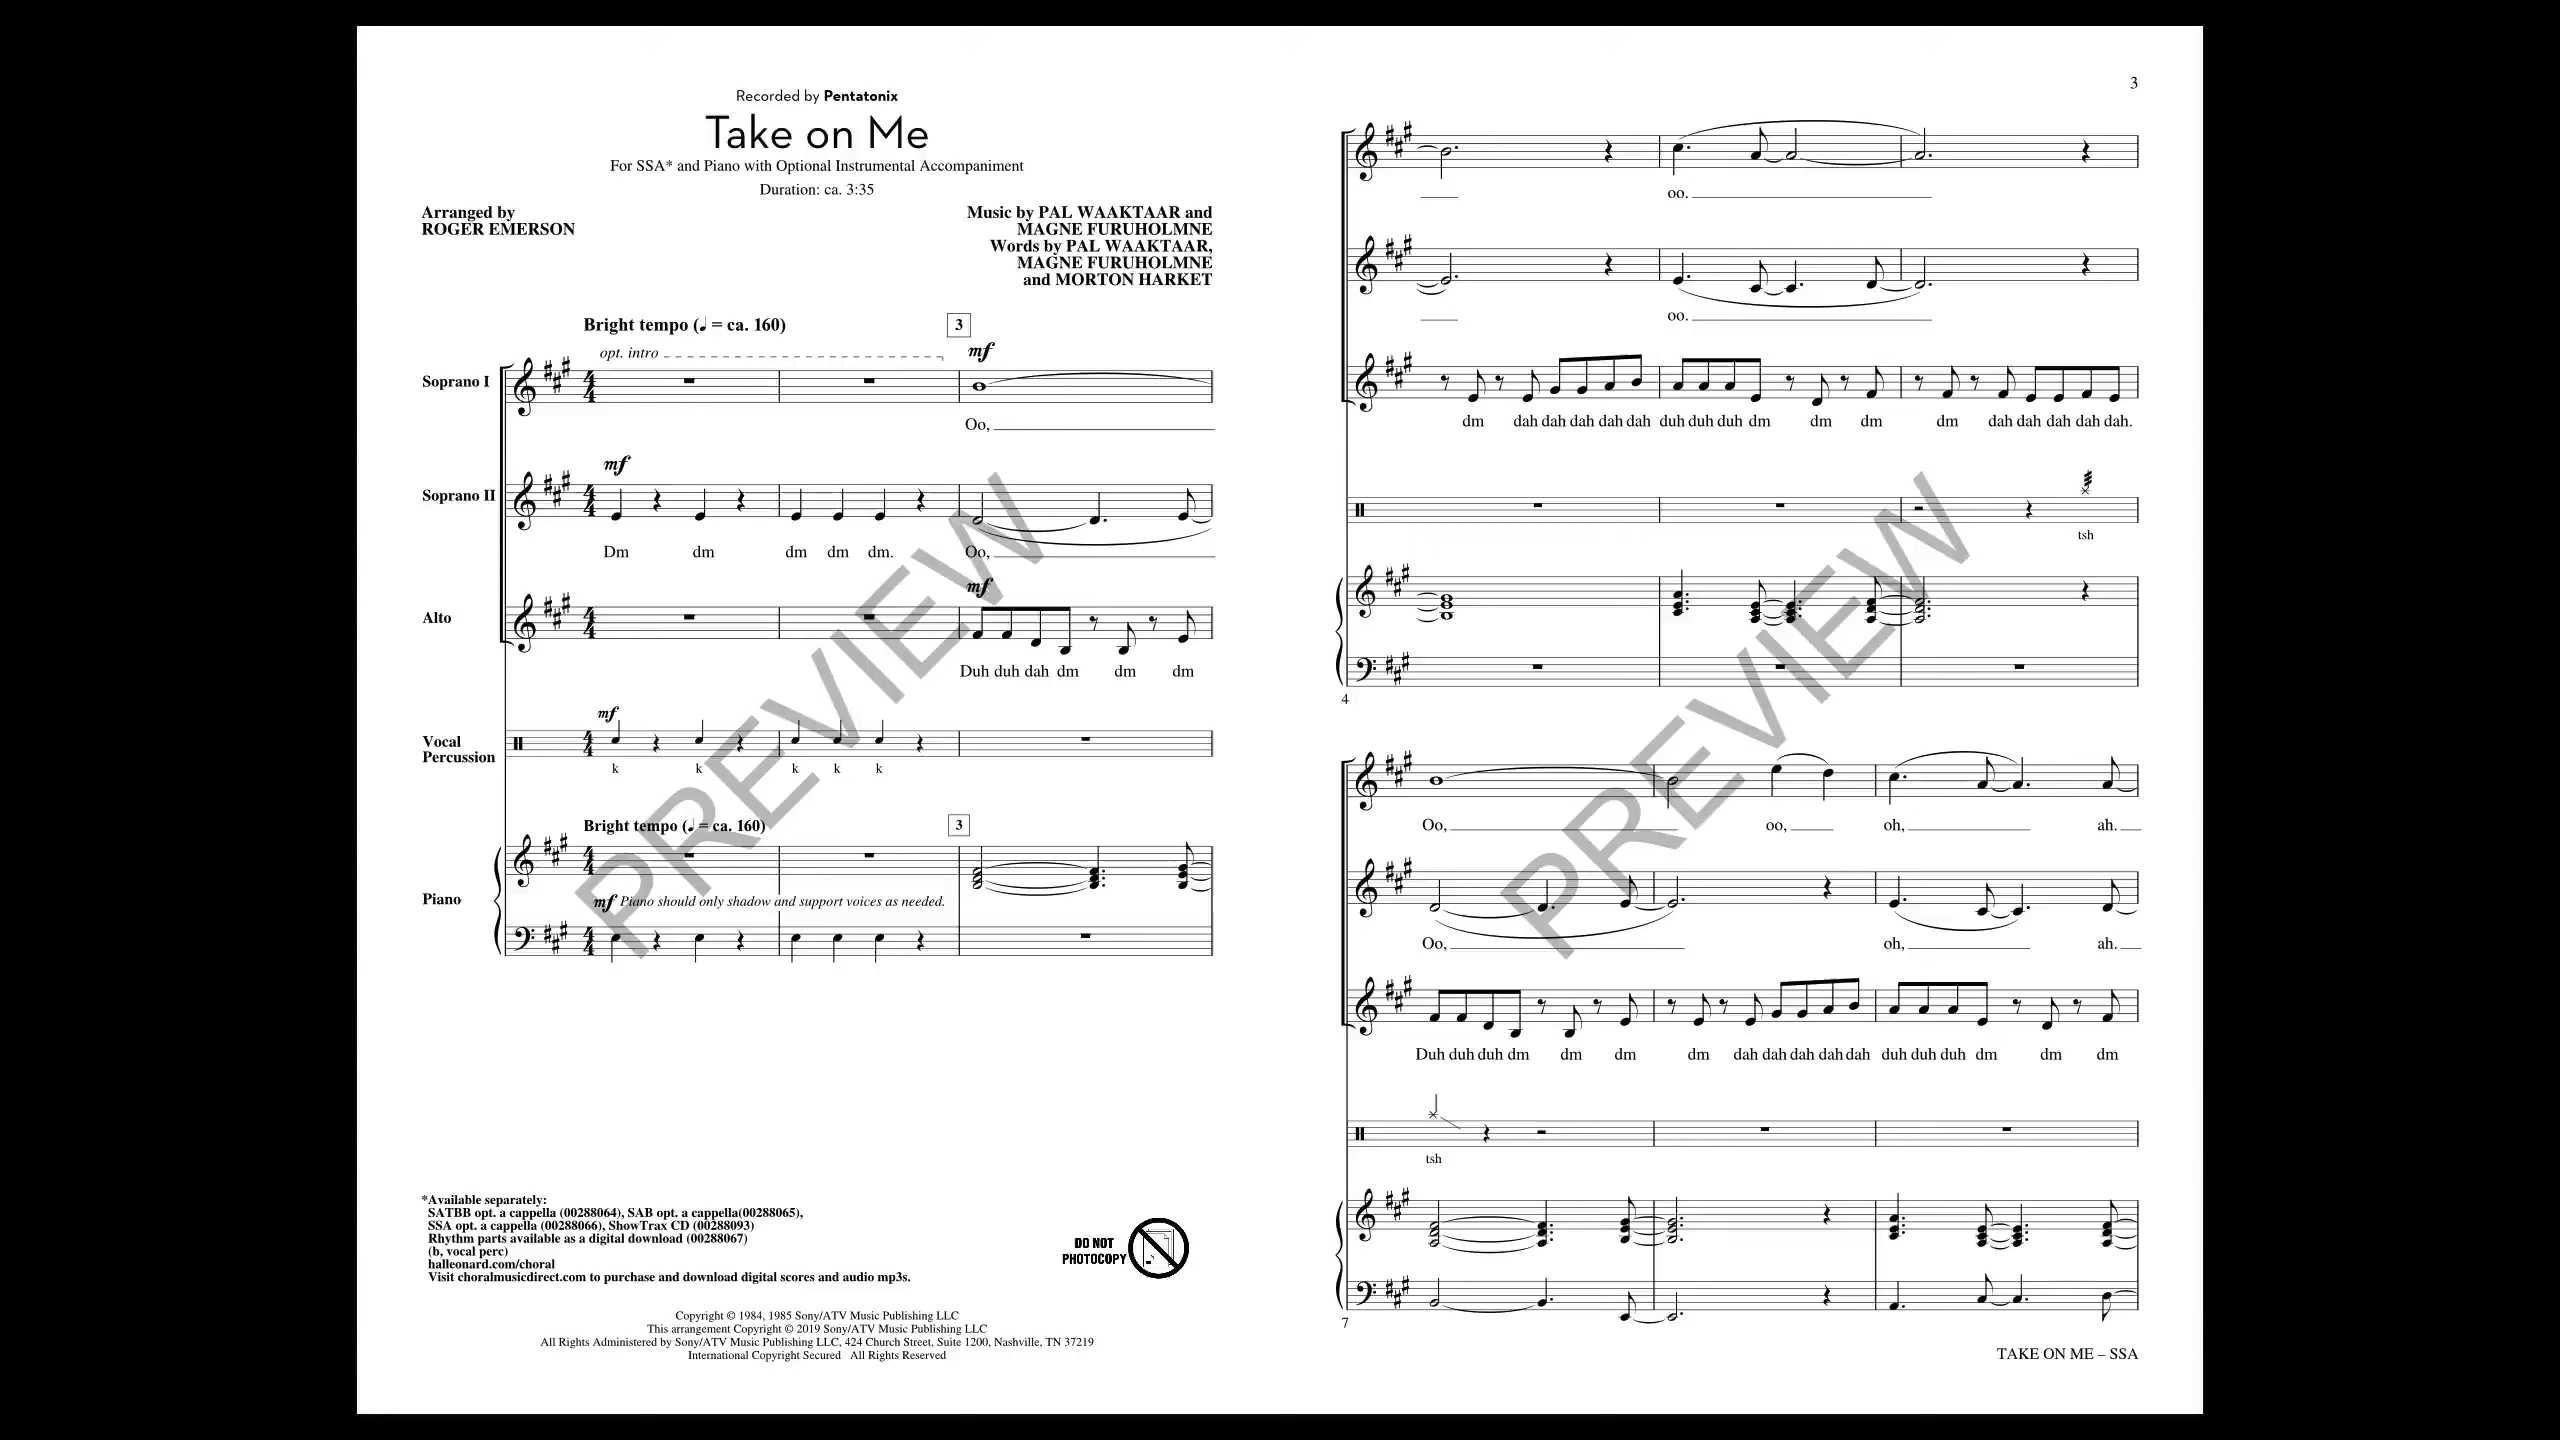 Recorded by Pentatonix
Take on Me
For SSA* and Piano with Optional Instrumental Accompaniment
Duration: ca. 3:35
Arranged by
ROGER EMERSON
Music by PAL WAAKTAAR and
MAGNE FURUHOLMNE
Words by PAL WAAKTAAR,
MAGNE FURUHOLMNE
and MORTON HARKET
Bright tempo (♩ = ca. 160)
3
opt. intro
mf
Soprano I
Oo,
mf
Soprano II
Dm dm dm dm dm. Oo,
mf
Alto
Duh duh dah dm dm dm
mf
Vocal
Percussion
k k k k k
Bright tempo (♩ = ca. 160)
3
Piano
mf Piano should only shadow and support voices as needed.
PREVIEW
*Available separately:
SATBB opt. a cappella (00288064), SAB opt. a cappella(00288065),
SSA opt. a cappella (00288066), ShowTrax CD (00288093)
Rhythm parts available as a digital download (00288067)
(b, vocal perc)
halleonard.com/choral
Visit choralmusicdirect.com to purchase and download digital scores and audio mp3s.
DO NOT
PHOTOCOPY
Copyright © 1984, 1985 Sony/ATV Music Publishing LLC
This arrangement Copyright © 2019 Sony/ATV Music Publishing LLC
All Rights Administered by Sony/ATV Music Publishing LLC, 424 Church Street, Suite 1200, Nashville, TN 37219
International Copyright Secured All Rights Reserved
3
oo.
oo.
dm dah dah dah dah dah duh duh duh dm dm dm dm dah dah dah dah dah.
tsh
4
PREVIEW
Oo, oo, oh, ah.
Oo, oh, ah.
Duh duh duh dm dm dm dm dah dah dah dah dah duh duh duh dm dm dm
tsh
7
TAKE ON ME – SSA